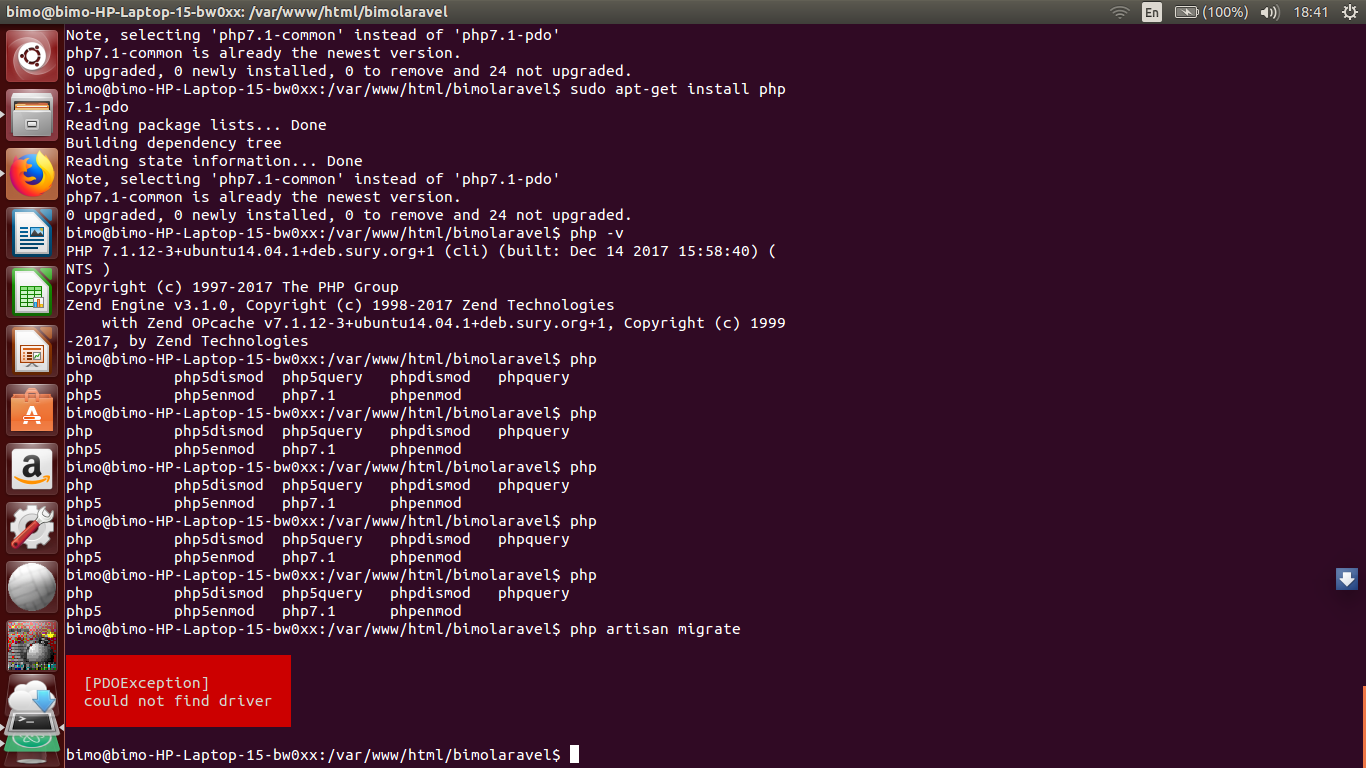 bimo@bimo-HP-Laptop-15-bw0xx: /var/www/html/bimolaravel
En
(100%)
18:41
Note, selecting 'php7.1-common' instead of 'php7.1-pdo'
php7.1-common is already the newest version.
0 upgraded, 0 newly installed, 0 to remove and 24 not upgraded.
bimo@bimo-HP-Laptop-15-bw0xx:/var/www/html/bimolaravel$ sudo apt-get install php
7.1-pdo
Reading package lists... Done
Building dependency tree
Reading state information... Done
Note, selecting 'php7.1-common' instead of 'php7.1-pdo'
php7.1-common is already the newest version.
0 upgraded, 0 newly installed, 0 to remove and 24 not upgraded.
bimo@bimo-HP-Laptop-15-bw0xx:/var/www/html/bimolaravel$ php -v
PHP 7.1.12-3+ubuntu14.04.1+deb.sury.org+1 (cli) (built: Dec 14 2017 15:58:40) (
NTS )
Copyright (c) 1997-2017 The PHP Group
Zend Engine v3.1.0, Copyright (c) 1998-2017 Zend Technologies
    with Zend OPcache v7.1.12-3+ubuntu14.04.1+deb.sury.org+1, Copyright (c) 1999
-2017, by Zend Technologies
bimo@bimo-HP-Laptop-15-bw0xx:/var/www/html/bimolaravel$ php
php         php5dismod  php5query   phpdismod   phpquery
php5        php5enmod   php7.1      phpenmod
bimo@bimo-HP-Laptop-15-bw0xx:/var/www/html/bimolaravel$ php
php         php5dismod  php5query   phpdismod   phpquery
php5        php5enmod   php7.1      phpenmod
bimo@bimo-HP-Laptop-15-bw0xx:/var/www/html/bimolaravel$ php
php         php5dismod  php5query   phpdismod   phpquery
php5        php5enmod   php7.1      phpenmod
bimo@bimo-HP-Laptop-15-bw0xx:/var/www/html/bimolaravel$ php
php         php5dismod  php5query   phpdismod   phpquery
php5        php5enmod   php7.1      phpenmod
bimo@bimo-HP-Laptop-15-bw0xx:/var/www/html/bimolaravel$ php
php         php5dismod  php5query   phpdismod   phpquery
php5        php5enmod   php7.1      phpenmod
bimo@bimo-HP-Laptop-15-bw0xx:/var/www/html/bimolaravel$ php artisan migrate
[PDOException]
could not find driver
bimo@bimo-HP-Laptop-15-bw0xx:/var/www/html/bimolaravel$